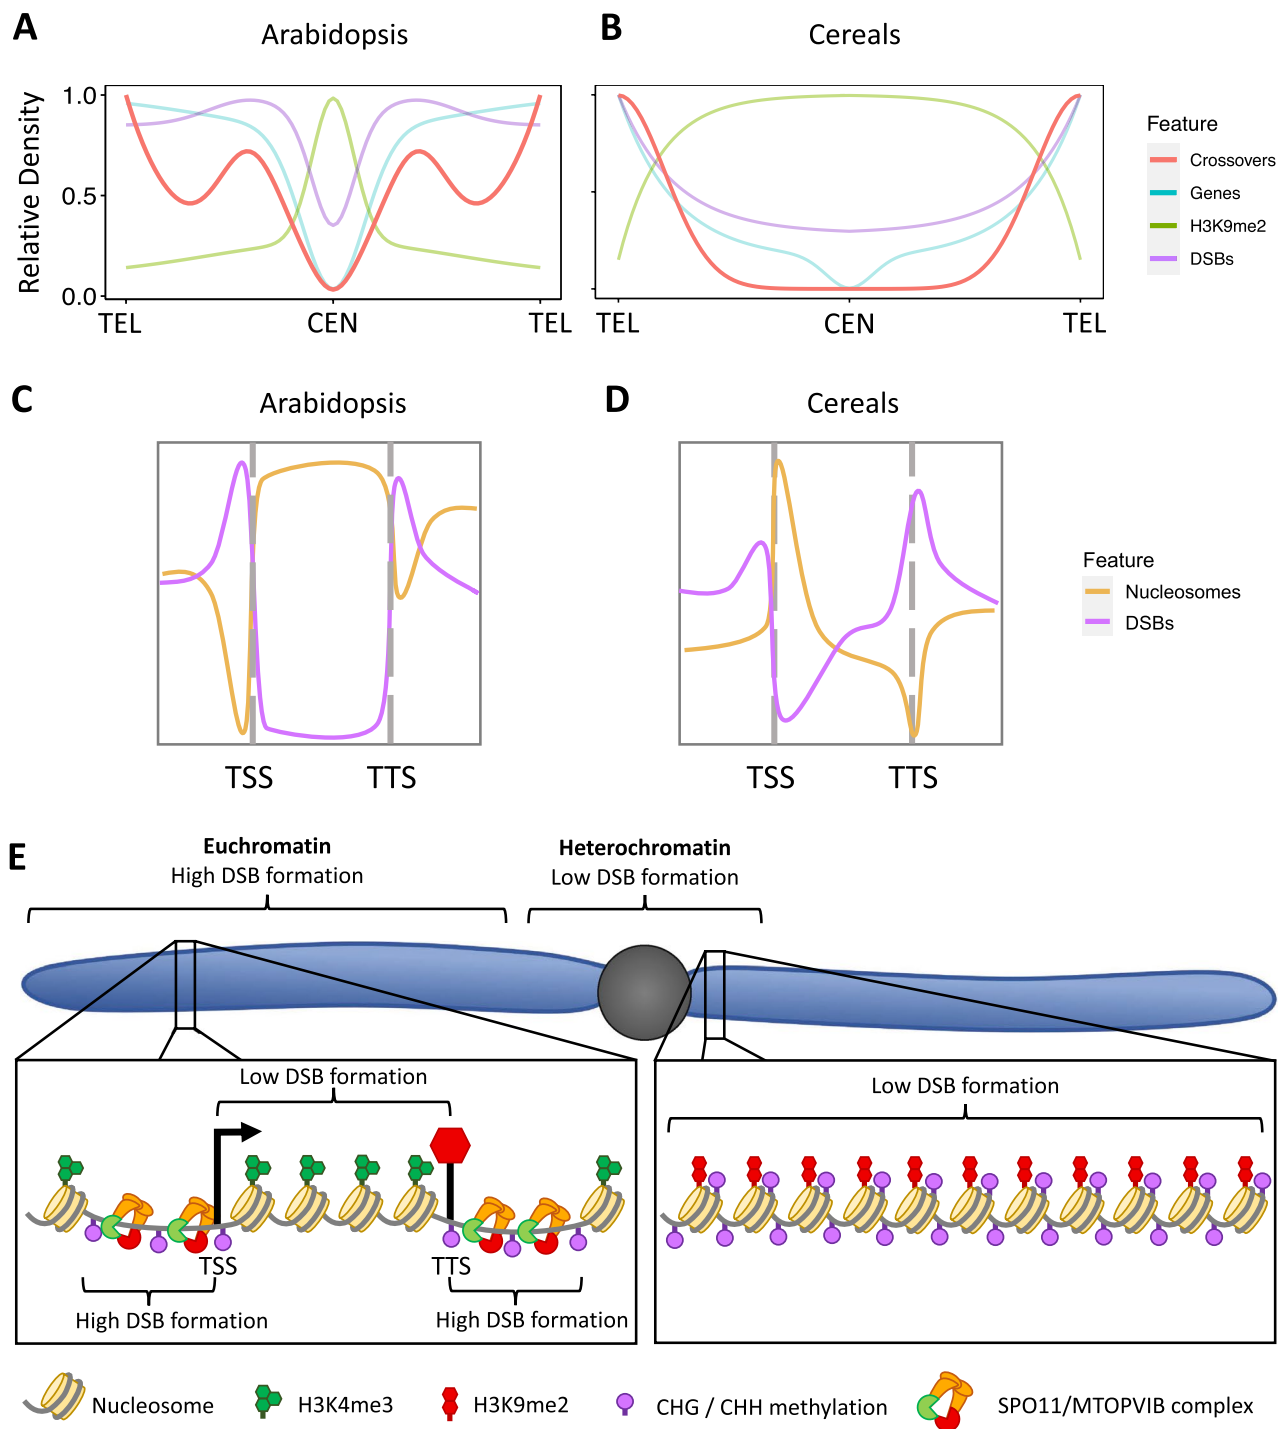 A
Arabidopsis
B
Cereals
Relative Density
1.0
0.5
0.0
TEL
CEN
TEL
TEL
CEN
TEL
Feature
Crossovers
Genes
H3K9me2
DSBs
C
Arabidopsis
D
Cereals
TSS
TTS
TSS
TTS
Feature
Nucleosomes
DSBs
E
Euchromatin
High DSB formation
Heterochromatin
Low DSB formation
Low DSB formation
TSS
TTS
High DSB formation
High DSB formation
Low DSB formation
Nucleosome
H3K4me3
H3K9me2
CHG / CHH methylation
SPO11/MTOPVIB complex